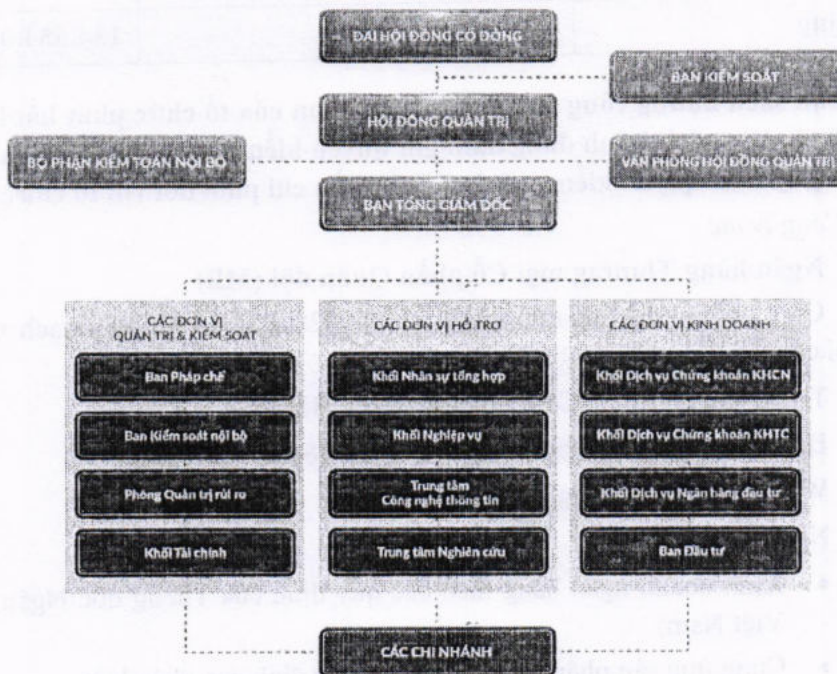 ĐẠI HỘI ĐỒNG CỔ ĐÔNG
BAN KIỂM SOÁT
HỘI ĐỒNG QUẢN TRỊ
BỘ PHẬN KIỂM TOÁN NỘI BỘ
VĂN PHÒNG HỘI ĐỒNG QUẢN TRỊ
BAN TỔNG GIÁM ĐỐC
CÁC ĐƠN VỊ
QUẢN TRỊ & KIỂM SOÁT
CÁC ĐƠN VỊ HỖ TRỢ
CÁC ĐƠN VỊ KINH DOANH
Ban Pháp chế
Khối Nhân sự tổng hợp
Khối Dịch vụ Chứng khoán KHCN
Ban Kiểm soát nội bộ
Khối Nghiệp vụ
Khối Dịch vụ Chứng khoán KHTC
Phòng Quản trị rủi ro
Trung tâm
Công nghệ thông tin
Khối Dịch vụ Ngân hàng đầu tư
Khối Tài chính
Trung tâm Nghiên cứu
Ban Đầu tư
CÁC CHI NHÁNH